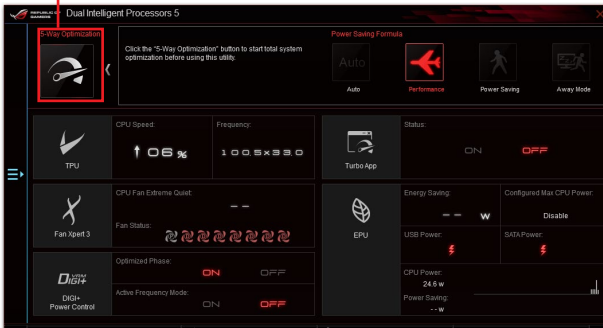 REPUBLIC OF GAMERS
Dual Intelligent Processors 5
5-Way Optimization
Click the "5-Way Optimization" button to start total system
optimization before using this utility.
Power Saving Formula
Auto
Auto
Performance
Power Saving
Away Mode
TPU
CPU Speed:
06 %
Frequency:
100.5x33.0
Turbo App
Status:
ON OFF
Fan Xpert 3
CPU Fan Extreme Quiet:
--
Fan Status:
EPU
Energy Saving:
-- w
Configured Max CPU Power:
Disable
USB Power:
SATA Power:
CPU Power:
24.6 w
Power Saving:
-- w
DIGI+ VRM
DIGI+
Power Control
Optimized Phase:
ON OFF
Active Frequency Mode:
ON OFF